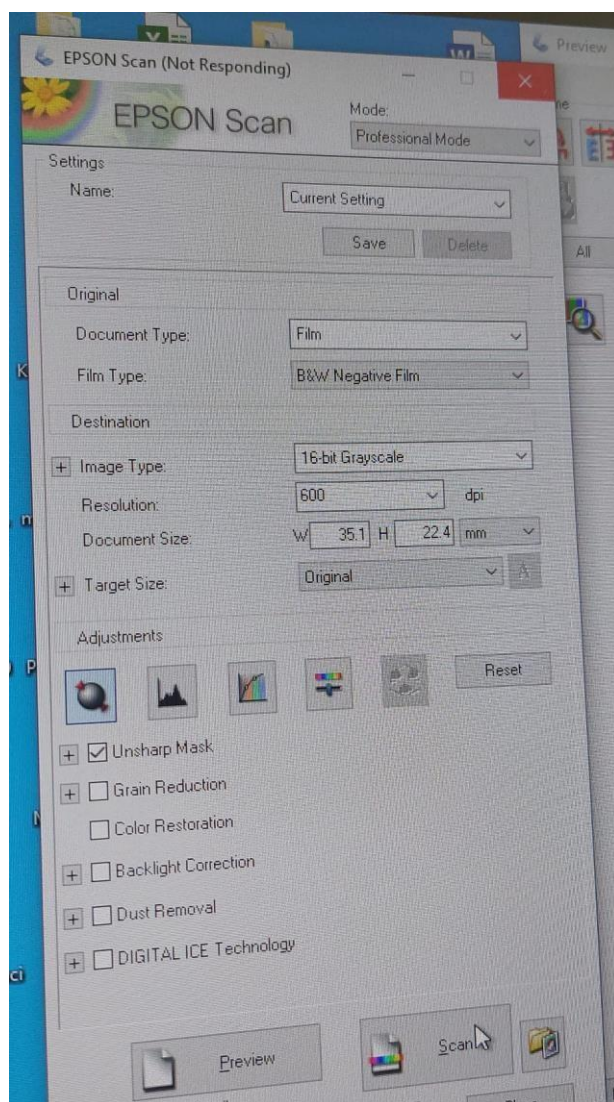 EPSON Scan (Not Responding)
Preview
EPSON Scan
Mode:
Professional Mode
Settings
Name:
Current Setting
Save
Delete
All
Original
Document Type:
Film
Film Type:
B&W Negative Film
Destination
Image Type:
16-bit Grayscale
Resolution:
600
dpi
Document Size:
W 35.1 H 22.4 mm
Target Size:
Original
Adjustments
Reset
Unsharp Mask
Grain Reduction
Color Restoration
Backlight Correction
Dust Removal
DIGITAL ICE Technology
Preview
Scan